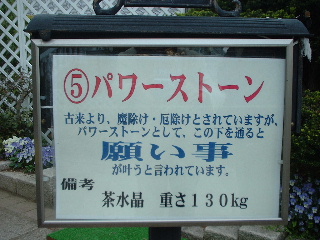 ⑤パワーストーン
古来より、魔除け・厄除けとされていますが、
パワーストーンとして、この下を通ると
願い事
が叶うと言われています。
備考
茶水晶　重さ130kg